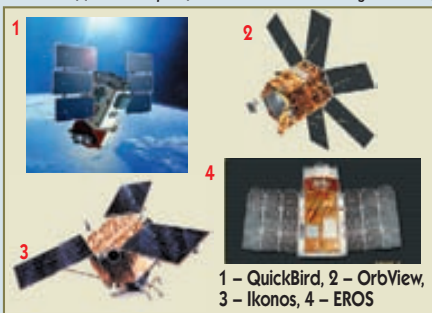 1
2
3
4
1 – QuickBird, 2 – OrbView,
3 – Ikonos, 4 – EROS